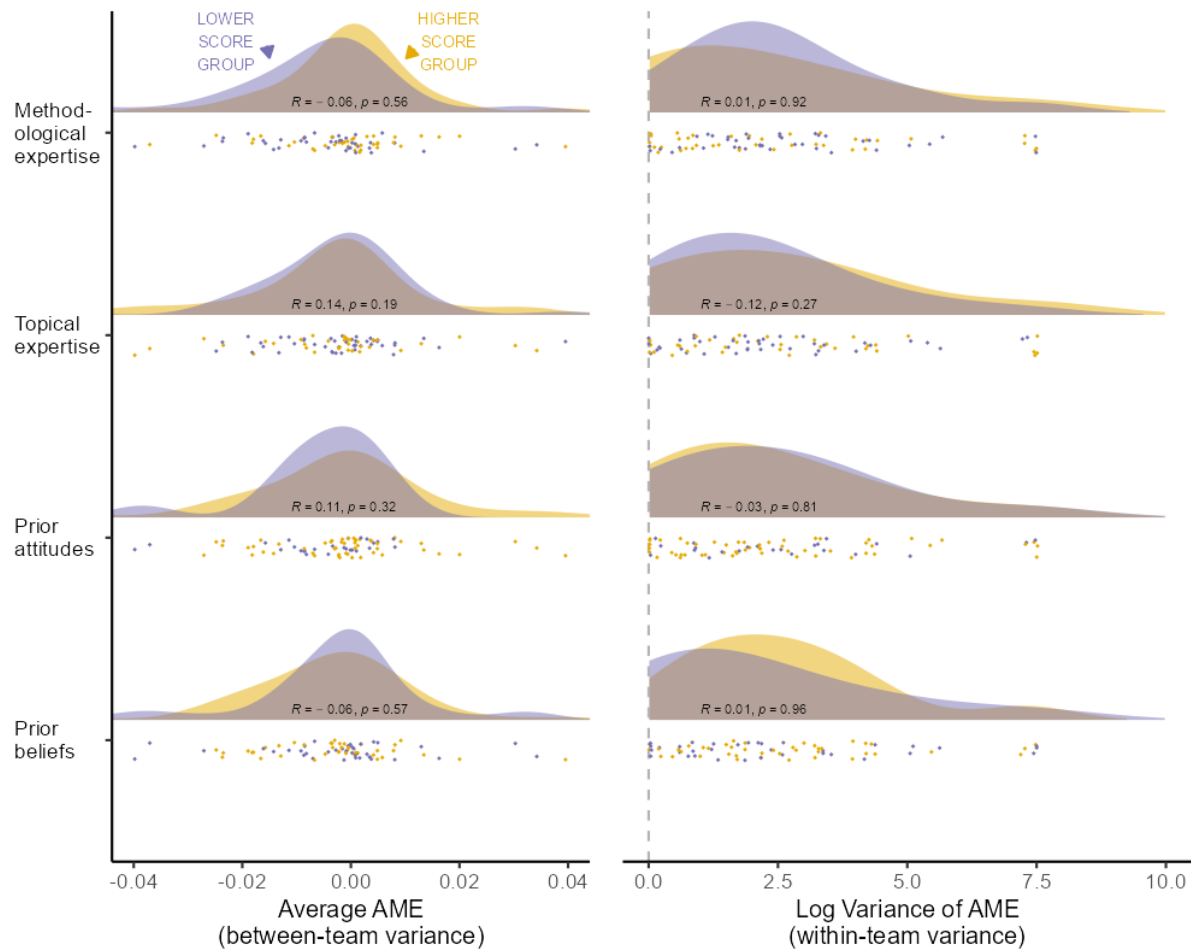 LOWER
SCORE
GROUP
HIGHER
SCORE
GROUP
Method-
ological
expertise
R = − 0.06, p = 0.56
R = 0.01, p = 0.92
Topical
expertise
R = 0.14, p = 0.19
R = − 0.12, p = 0.27
Prior
attitudes
R = 0.11, p = 0.32
R = − 0.03, p = 0.81
Prior
beliefs
R = − 0.06, p = 0.57
R = 0.01, p = 0.96
-0.04 -0.02 0.00 0.02 0.04
0.0 2.5 5.0 7.5 10.0
Average AME
(between-team variance)
Log Variance of AME
(within-team variance)